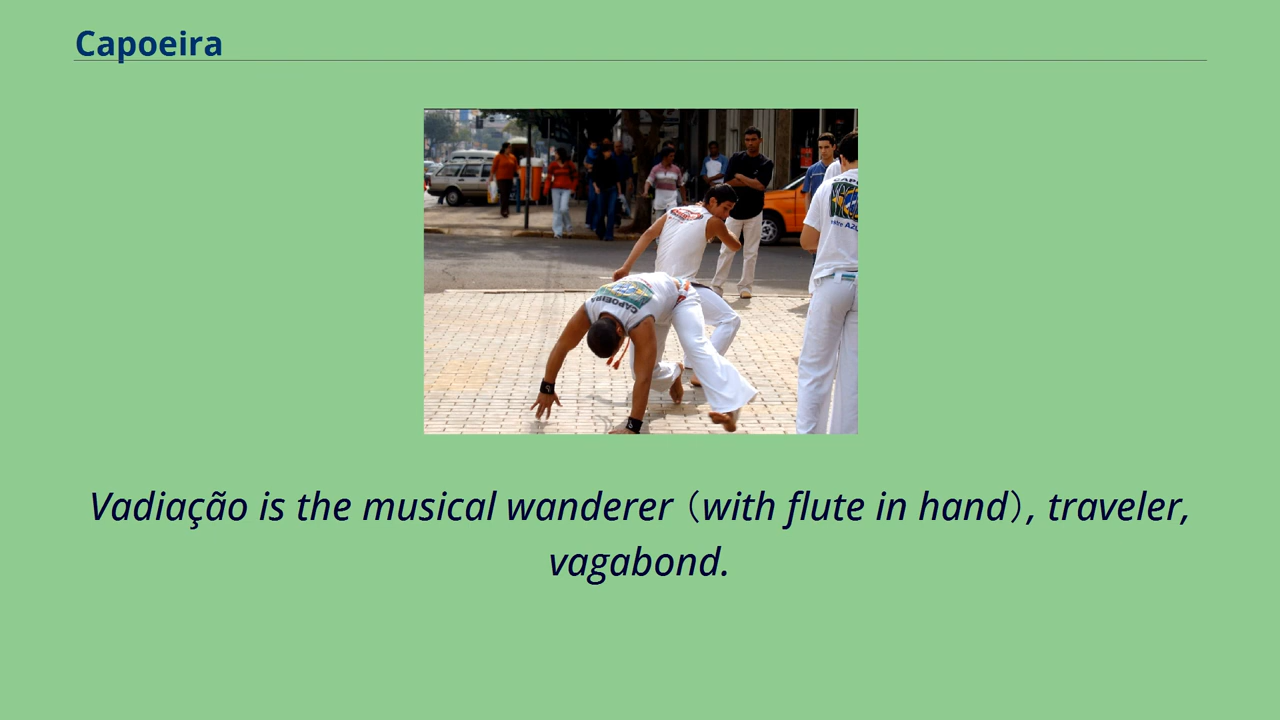 Capoeira
CAPOEIRA
Vadiação is the musical wanderer（with flute in hand）, traveler,
vagabond.